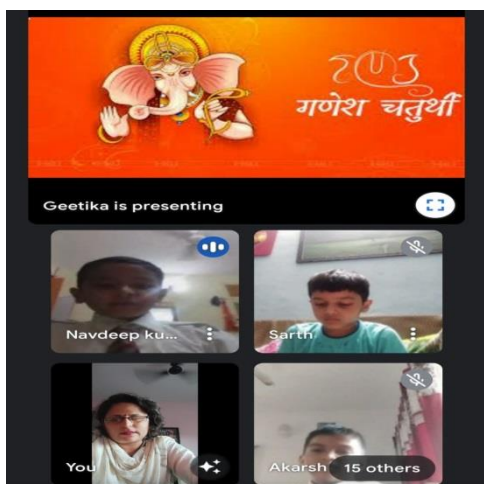 गणेश चतुर्थी
Geetika is presenting
Navdeep ku...
Sarth
You
Akarsh
15 others